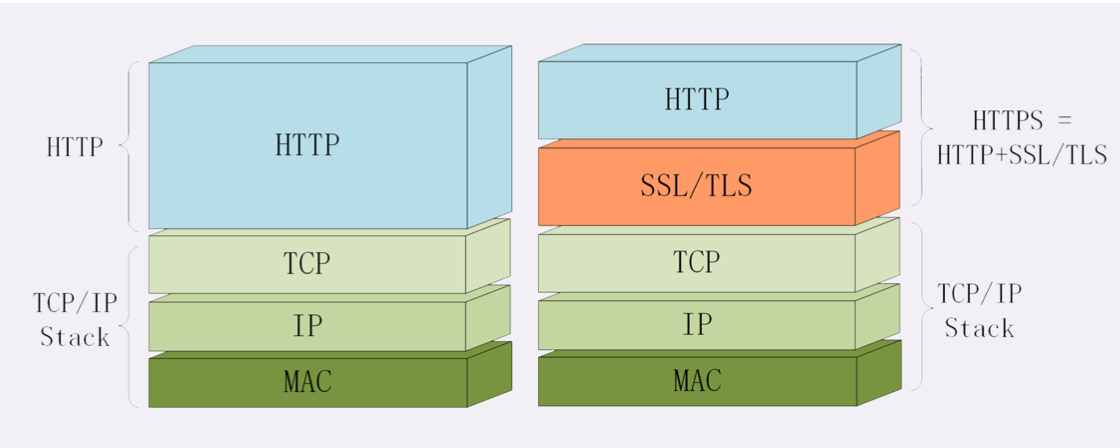 HTTP
HTTP
TCP
IP
MAC
TCP/IP
Stack
HTTP
SSL/TLS
TCP
IP
MAC
HTTPS =
HTTP+SSL/TLS
TCP/IP
Stack